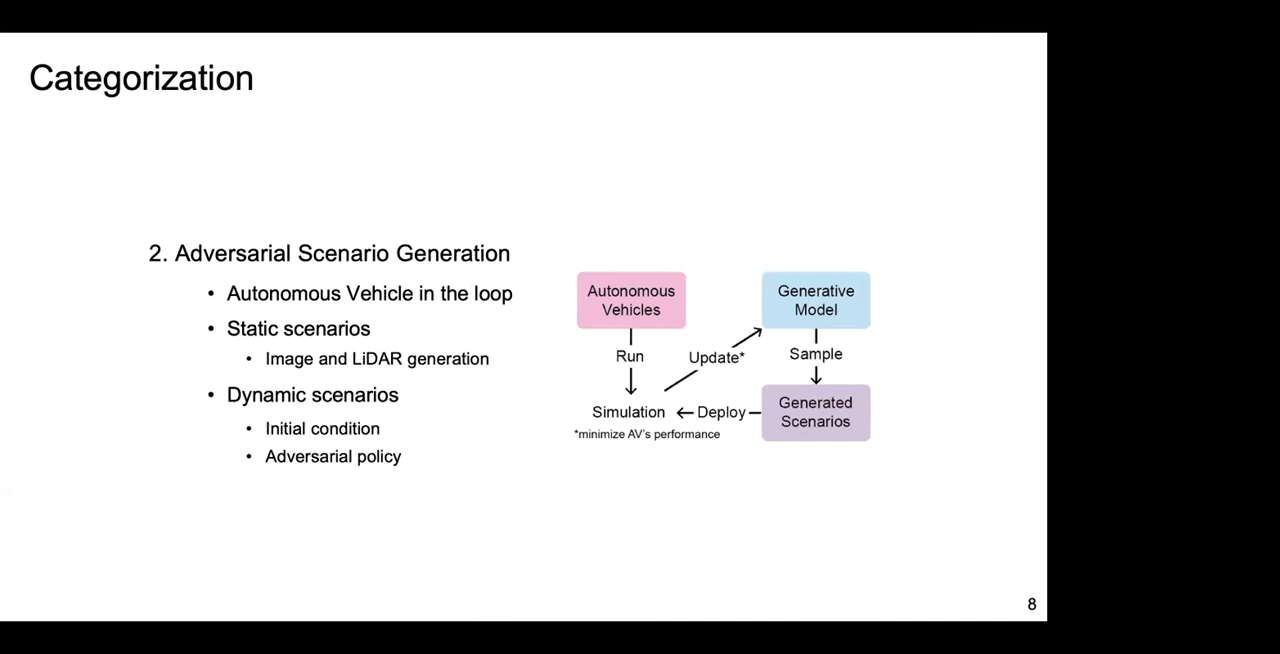 Categorization
2. Adversarial Scenario Generation
• Autonomous Vehicle in the loop
• Static scenarios
• Image and LiDAR generation
• Dynamic scenarios
• Initial condition
• Adversarial policy
Autonomous
Vehicles
Generative
Model
Run
Update*
Sample
Simulation
Deploy
Generated
Scenarios
*minimize AV's performance
8